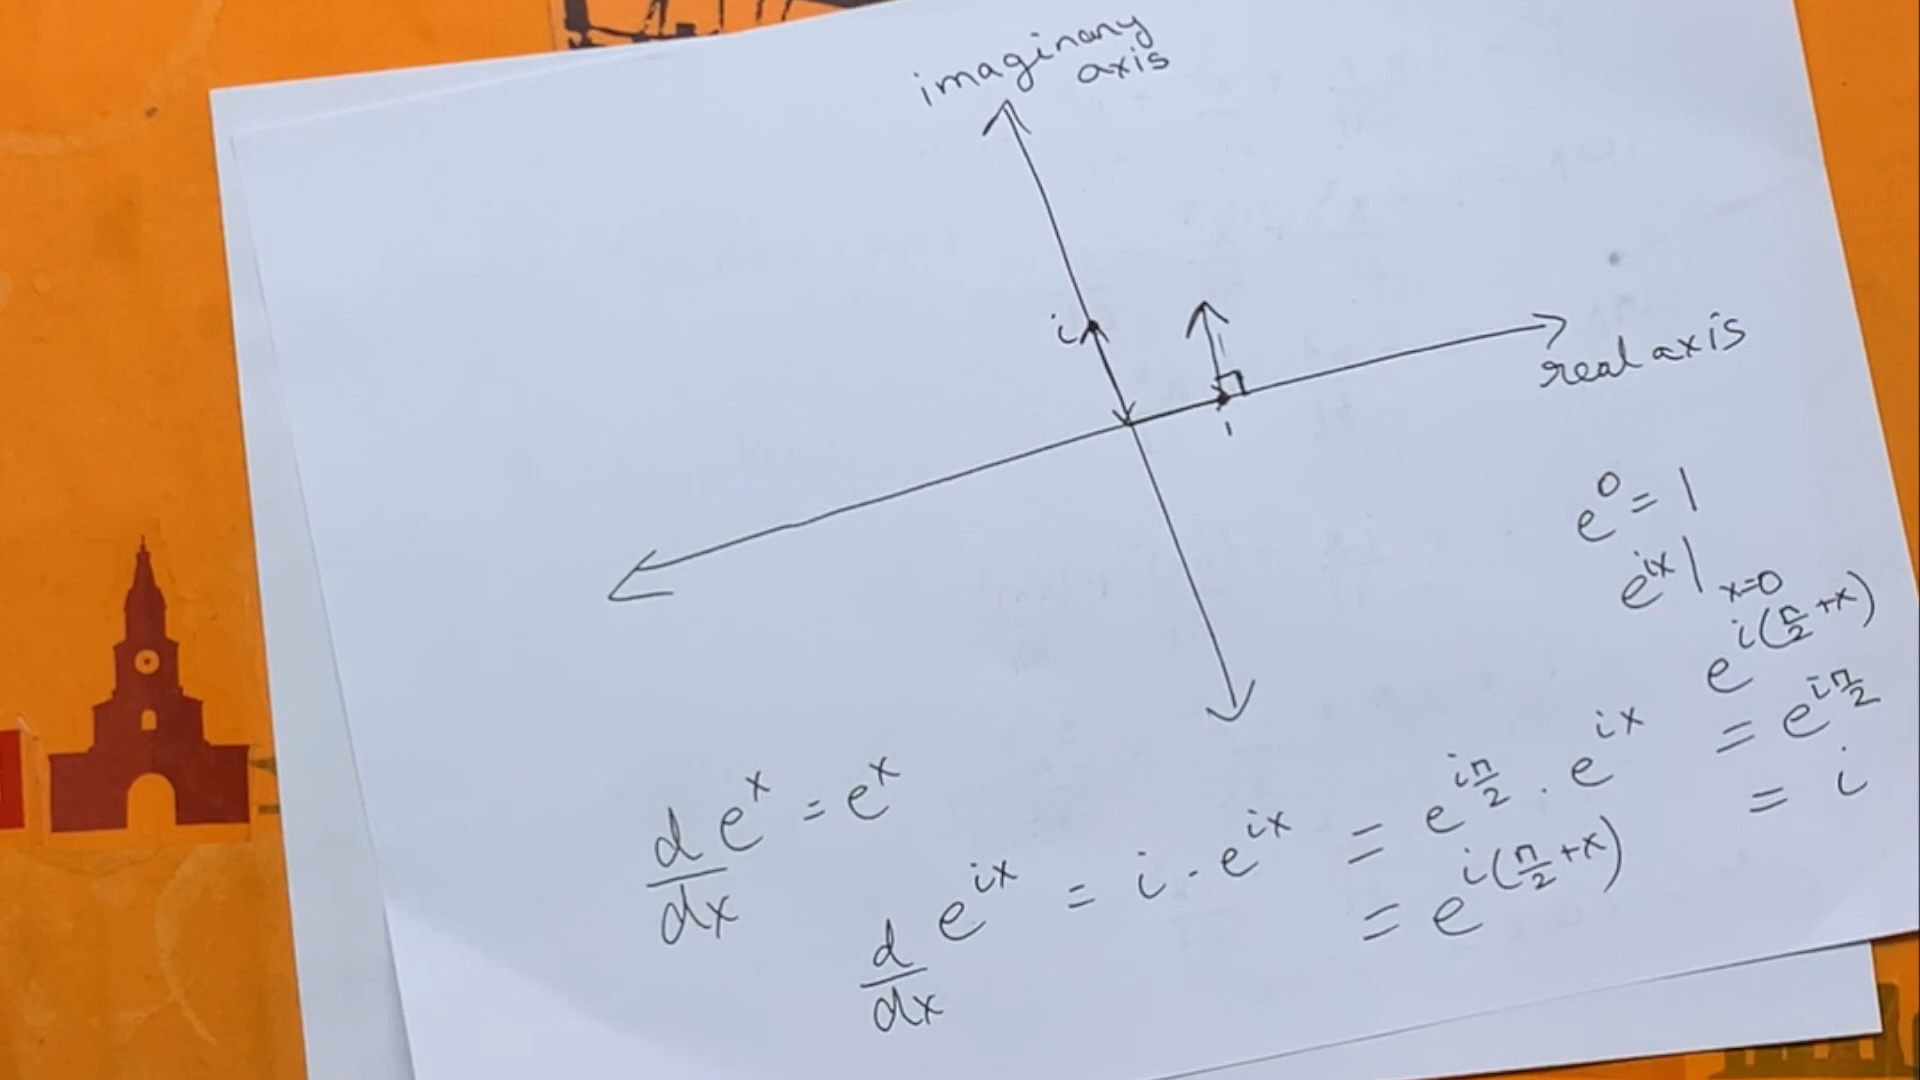 imaginary
axis
i
1
real axis
e^0 = 1
e^{ix}|_{x=0}
e^{i(π/2 + x)}
= e^{iπ/2}
= i
d/dx e^x = e^x
d/dx e^{ix} = i · e^{ix} = e^{iπ/2} · e^{ix}
= e^{i(π/2 + x)}